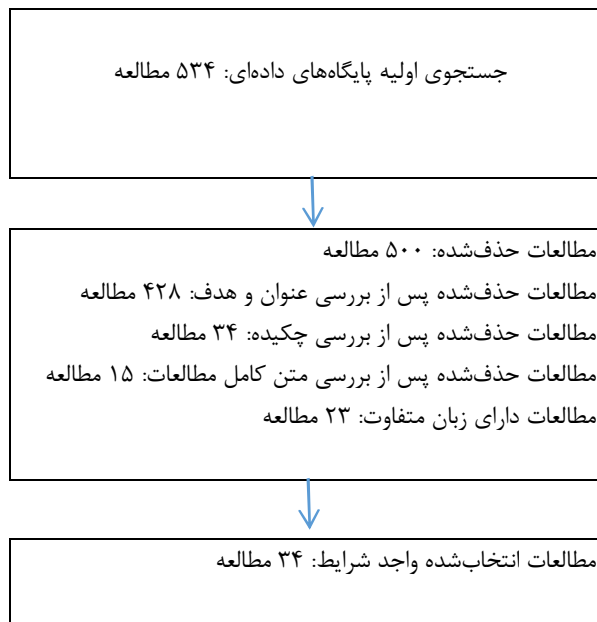 جستجوی اولیه پایگاه‌های داده‌ای: ۵۳۴ مطالعه
مطالعات حذف‌شده: ۵۰۰ مطالعه
مطالعات حذف‌شده پس از بررسی عنوان و هدف: ۴۲۸ مطالعه
مطالعات حذف‌شده پس از بررسی چکیده: ۳۴ مطالعه
مطالعات حذف‌شده پس از بررسی متن کامل مطالعات: ۱۵ مطالعه
مطالعات دارای زبان متفاوت: ۲۳ مطالعه
مطالعات انتخاب‌شده واجد شرایط: ۳۴ مطالعه